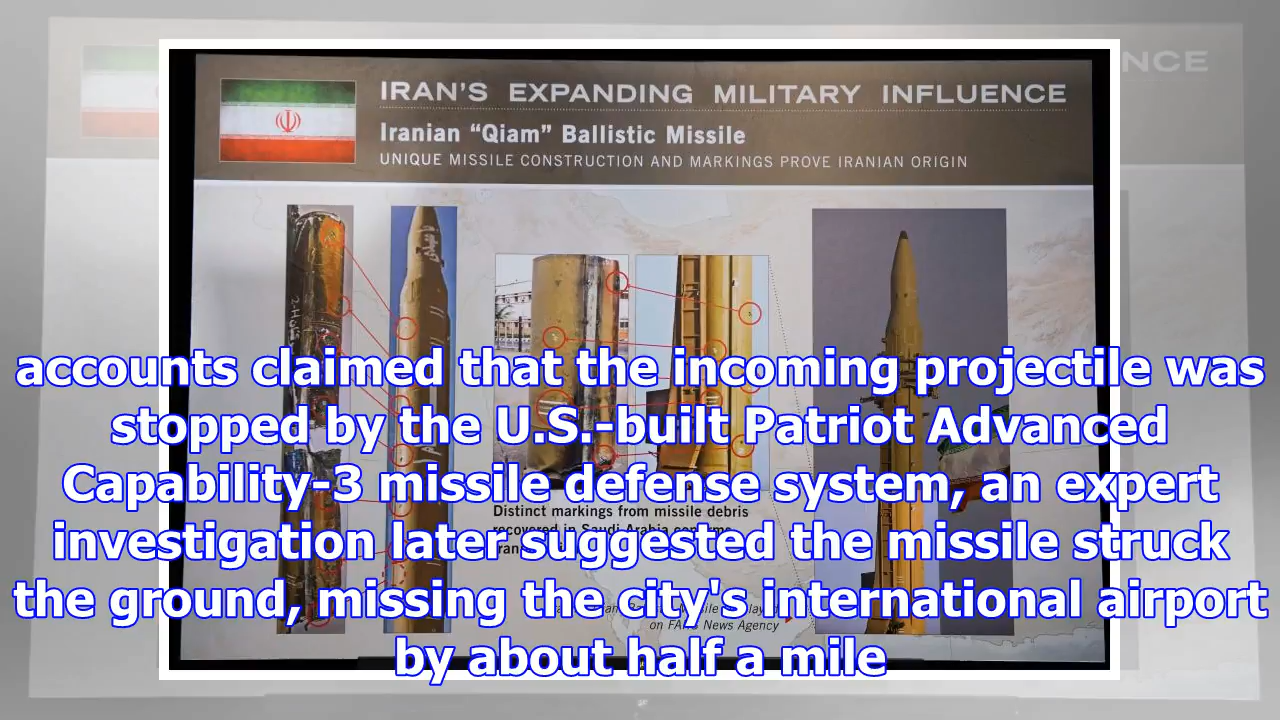 NCE
IRAN'S EXPANDING MILITARY INFLUENCE
Iranian “Qiam” Ballistic Missile
UNIQUE MISSILE CONSTRUCTION AND MARKINGS PROVE IRANIAN ORIGIN
accounts claimed that the incoming projectile was
stopped by the U.S.-built Patriot Advanced
Capability-3 missile defense system, an expert
Distinct markings from missile debris
recovered in Saudi Arabia
investigation later suggested the missile struck
the ground, missing the city's international airport
on FARS News Agency
by about half a mile